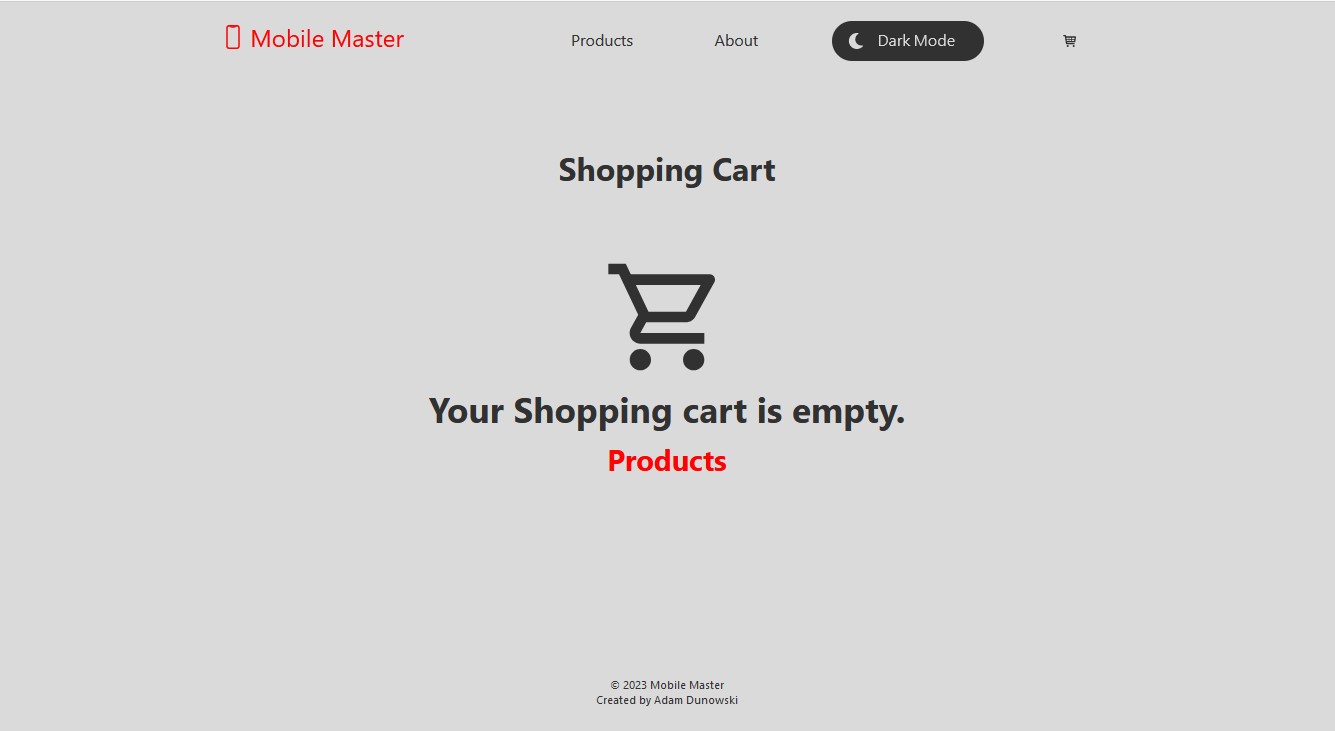 Mobile Master
Products
About
Dark Mode
Shopping Cart
Your Shopping cart is empty.
Products
© 2023 Mobile Master
Created by Adam Dunowski